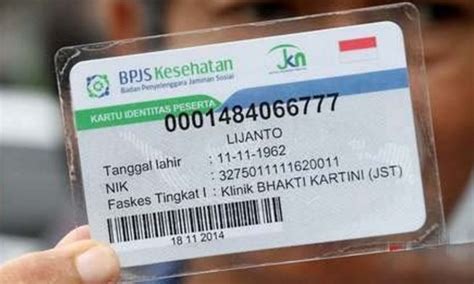 BPJS Kesehatan
Badan Penyelenggara Jaminan Sosial
jkn
KARTU IDENTITAS PESERTA
0001484066777
LIJANTO
Tanggal lahir : 11-11-1962
NIK : 3275011111620011
Faskes Tingkat I : Klinik BHAKTI KARTINI (JST)
18 11 2014